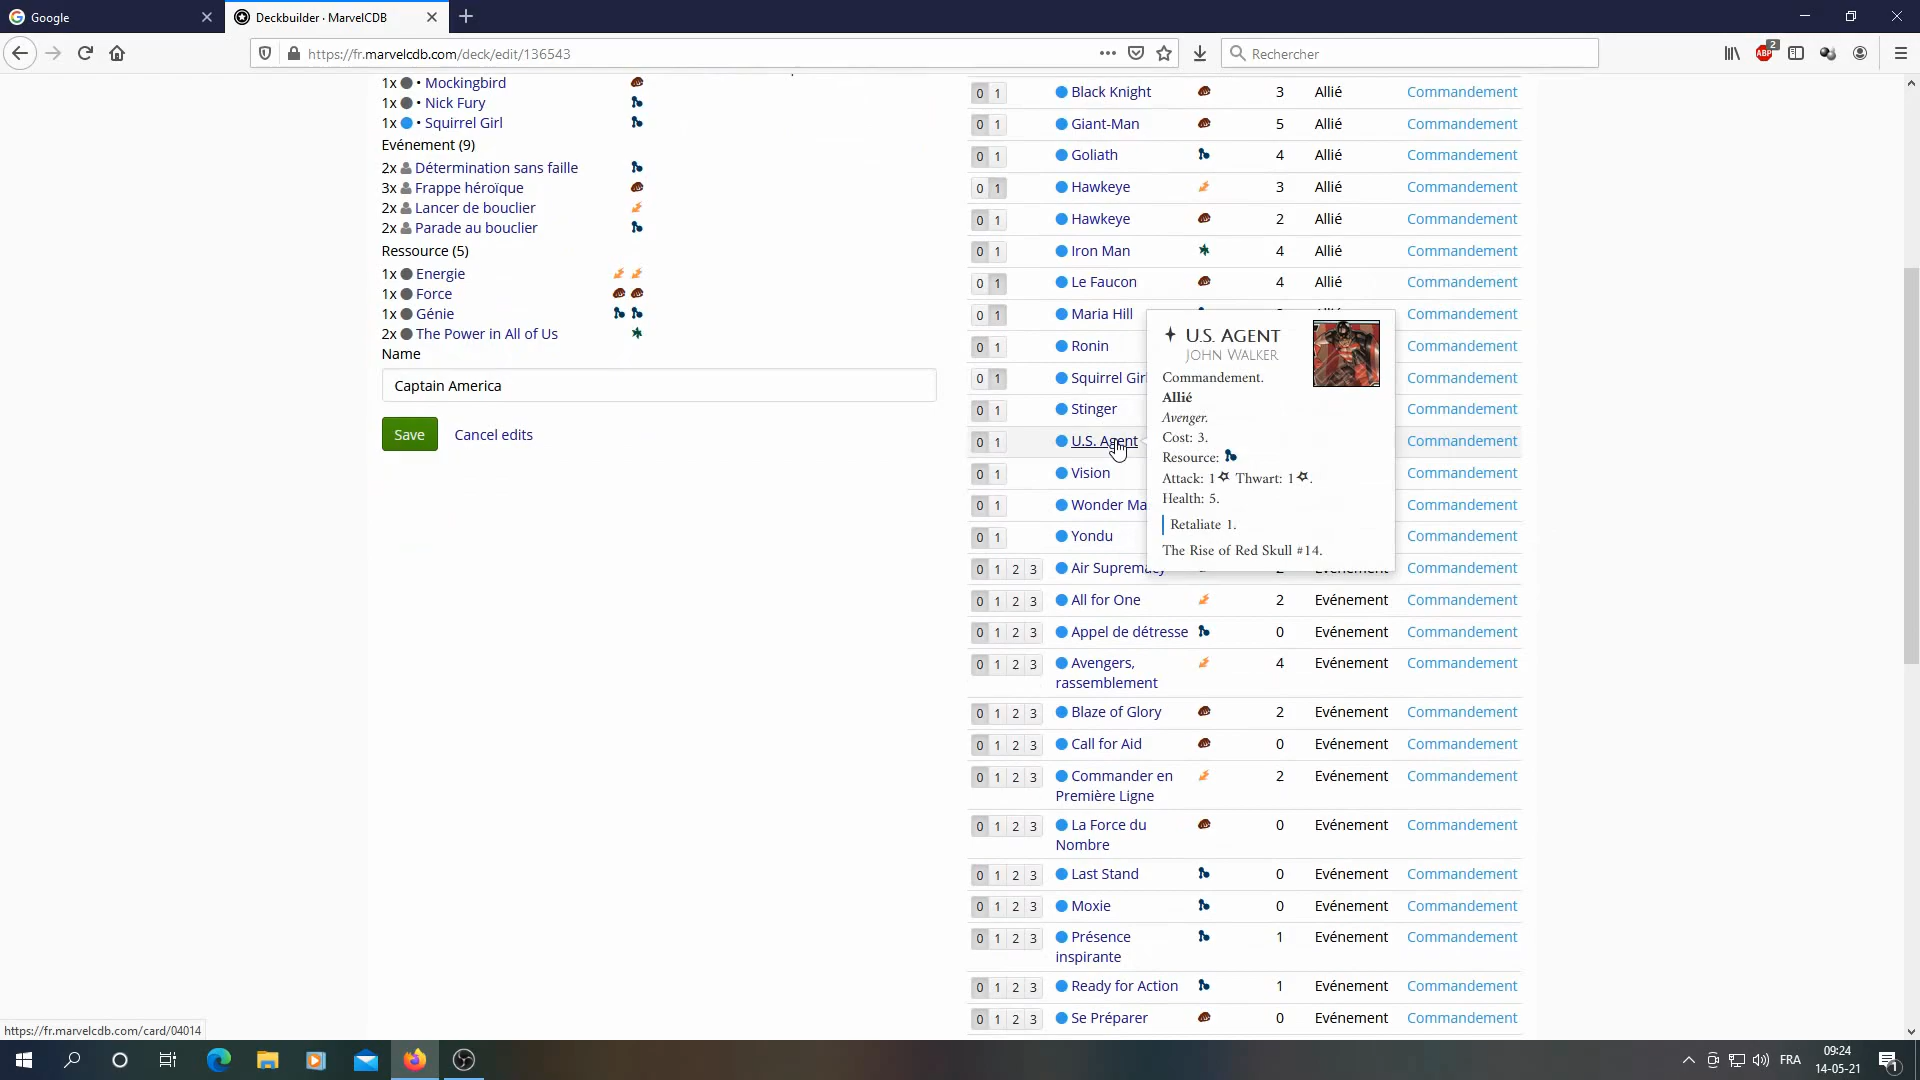 Google
Deckbuilder · MarvelCDB
https://fr.marvelcdb.com/deck/edit/136543
Rechercher
ABP
2
1x • Mockingbird
1x • Nick Fury
1x • Squirrel Girl
Evénement (9)
2x Détermination sans faille
3x Frappe héroïque
2x Lancer de bouclier
2x Parade au bouclier
Ressource (5)
1x Energie
1x Force
1x Génie
2x The Power in All of Us
Name
Captain America
Save Cancel edits
0 1 Black Knight 3 Allié Commandement
0 1 Giant-Man 5 Allié Commandement
0 1 Goliath 4 Allié Commandement
0 1 Hawkeye 3 Allié Commandement
0 1 Hawkeye 2 Allié Commandement
0 1 Iron Man 4 Allié Commandement
0 1 Le Faucon 4 Allié Commandement
0 1 Maria Hill Commandement
0 1 Ronin Commandement
0 1 Squirrel Girl Commandement
0 1 Stinger Commandement
0 1 U.S. Agent Commandement
0 1 Vision Commandement
0 1 Wonder Ma Commandement
0 1 Yondu Commandement
U.S. AGENT
JOHN WALKER
Commandement.
Allié
Avenger.
Cost: 3.
Resource:
Attack: 1 Thwart: 1.
Health: 5.
Retaliate 1.
The Rise of Red Skull #14.
0 1 2 3 Air Supremacy 2 Evénement Commandement
0 1 2 3 All for One 2 Evénement Commandement
0 1 2 3 Appel de détresse 0 Evénement Commandement
0 1 2 3 Avengers, 4 Evénement Commandement
rassemblement
0 1 2 3 Blaze of Glory 2 Evénement Commandement
0 1 2 3 Call for Aid 0 Evénement Commandement
0 1 2 3 Commander en 2 Evénement Commandement
Première Ligne
0 1 2 3 La Force du 0 Evénement Commandement
Nombre
0 1 2 3 Last Stand 0 Evénement Commandement
0 1 2 3 Moxie 0 Evénement Commandement
0 1 2 3 Présence 1 Evénement Commandement
inspirante
0 1 2 3 Ready for Action 1 Evénement Commandement
0 1 2 3 Se Préparer 0 Evénement Commandement
https://fr.marvelcdb.com/card/04014
FRA
09:24
14-05-21
1